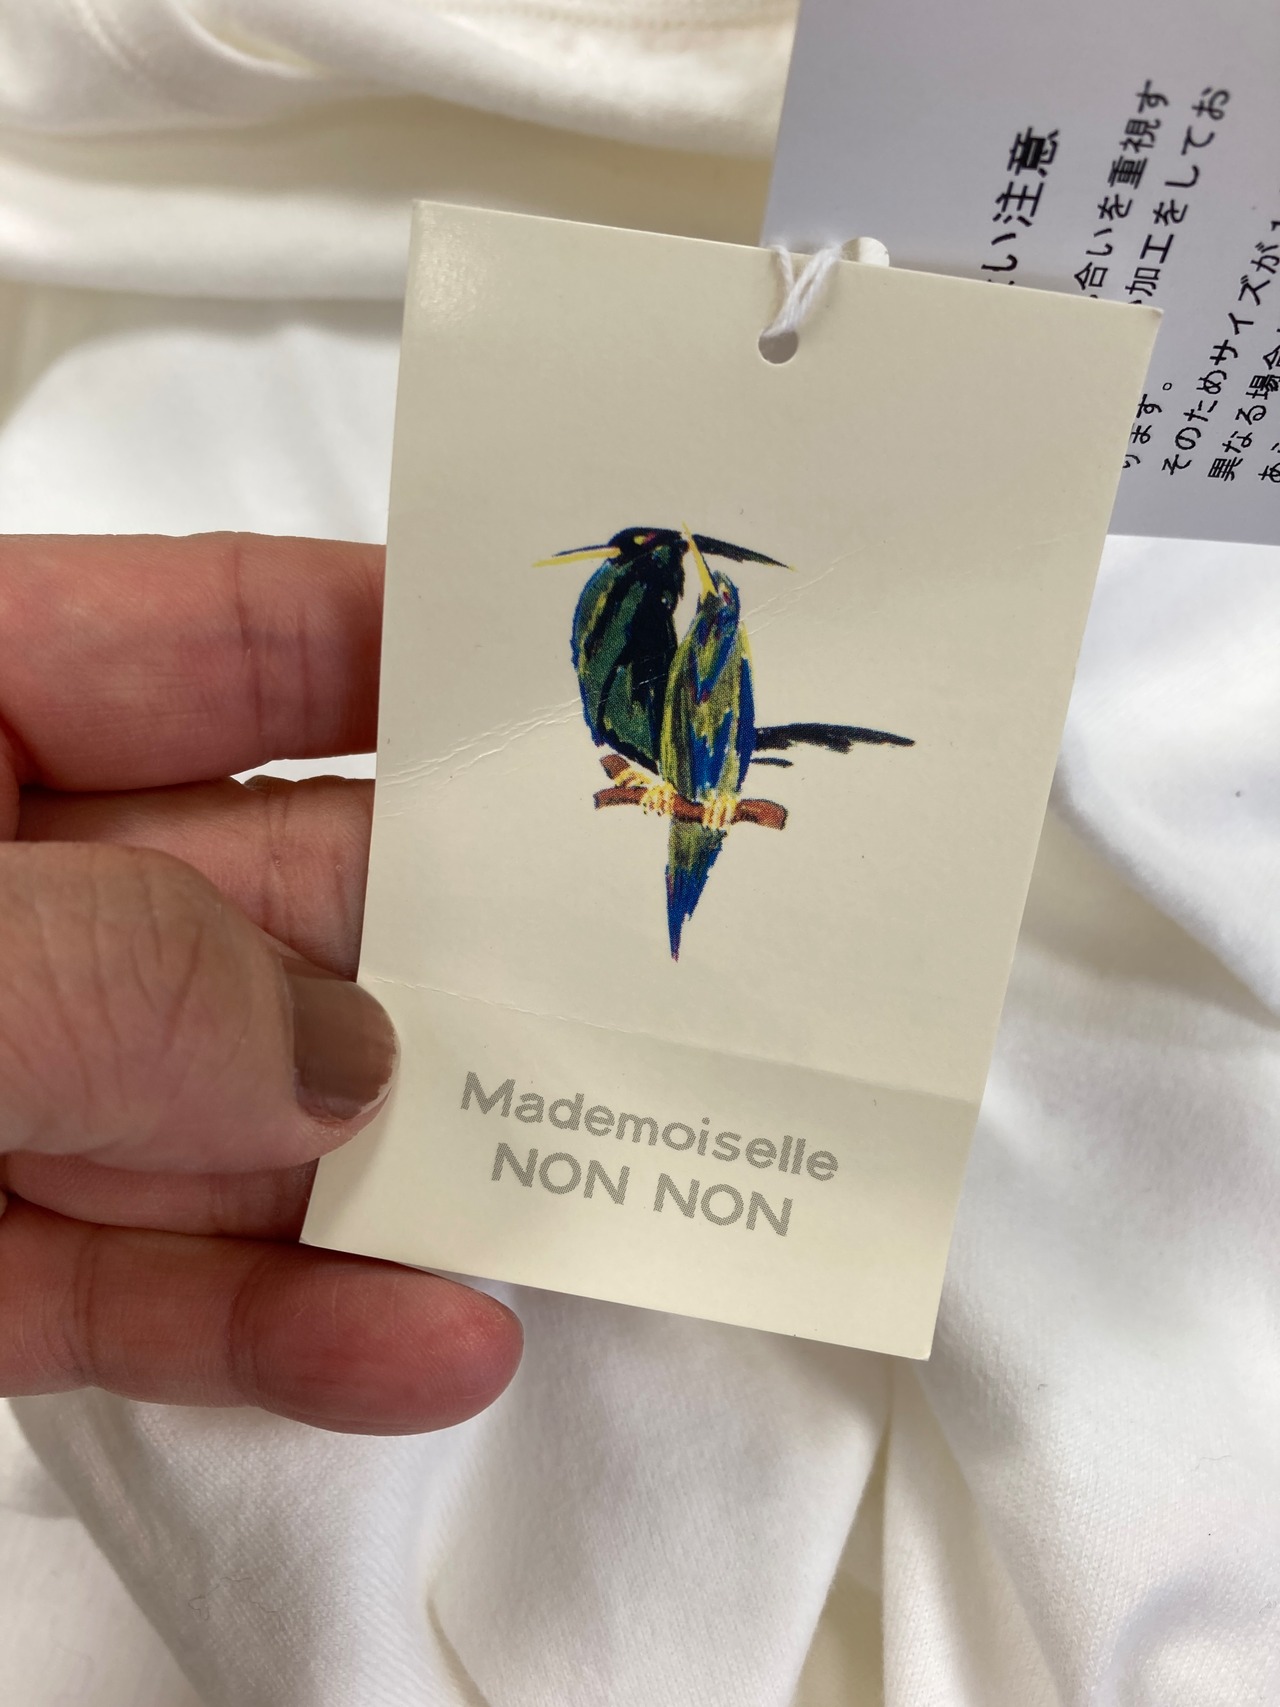 Mademoiselle
NON NON
い注意
合いを重視す
加工をしてお
ります。
そのためサイズが
異なる場合